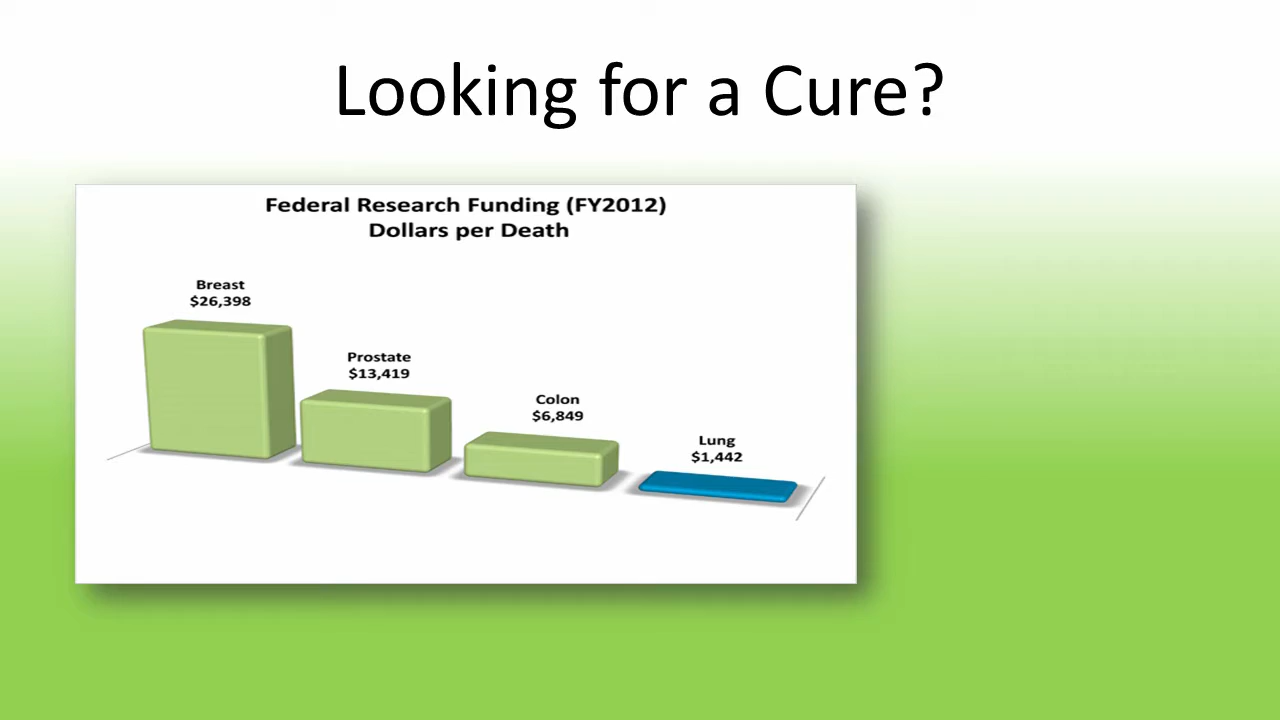 Looking for a Cure?
Federal Research Funding (FY2012)
Dollars per Death
Breast
$26,398
Prostate
$13,419
Colon
$6,849
Lung
$1,442